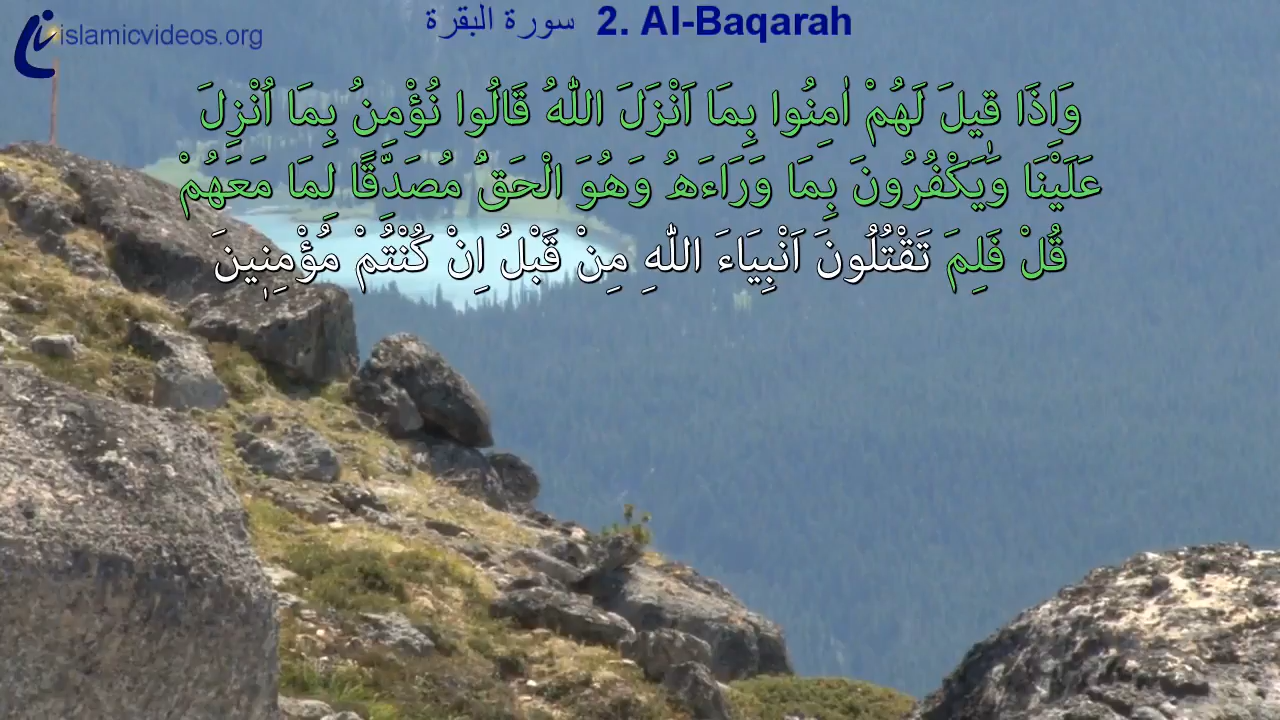 islamicvideos.org
سورة البقرة 2. Al-Baqarah
وَاِذَا قٖيلَ لَهُمْ اٰمِنُوا بِمَا اَنْزَلَ اللّٰهُ قَالُوا نُؤْمِنُ بِمَا اُنْزِلَ
عَلَيْنَا وَيَكْفُرُونَ بِمَا وَرَاءَهُ وَهُوَ الْحَقُّ مُصَدِّقًا لِمَا مَعَهُمْ
قُلْ فَلِمَ تَقْتُلُونَ اَنْبِيَاءَ اللّٰهِ مِنْ قَبْلُ اِنْ كُنْتُمْ مُؤْمِنٖينَ